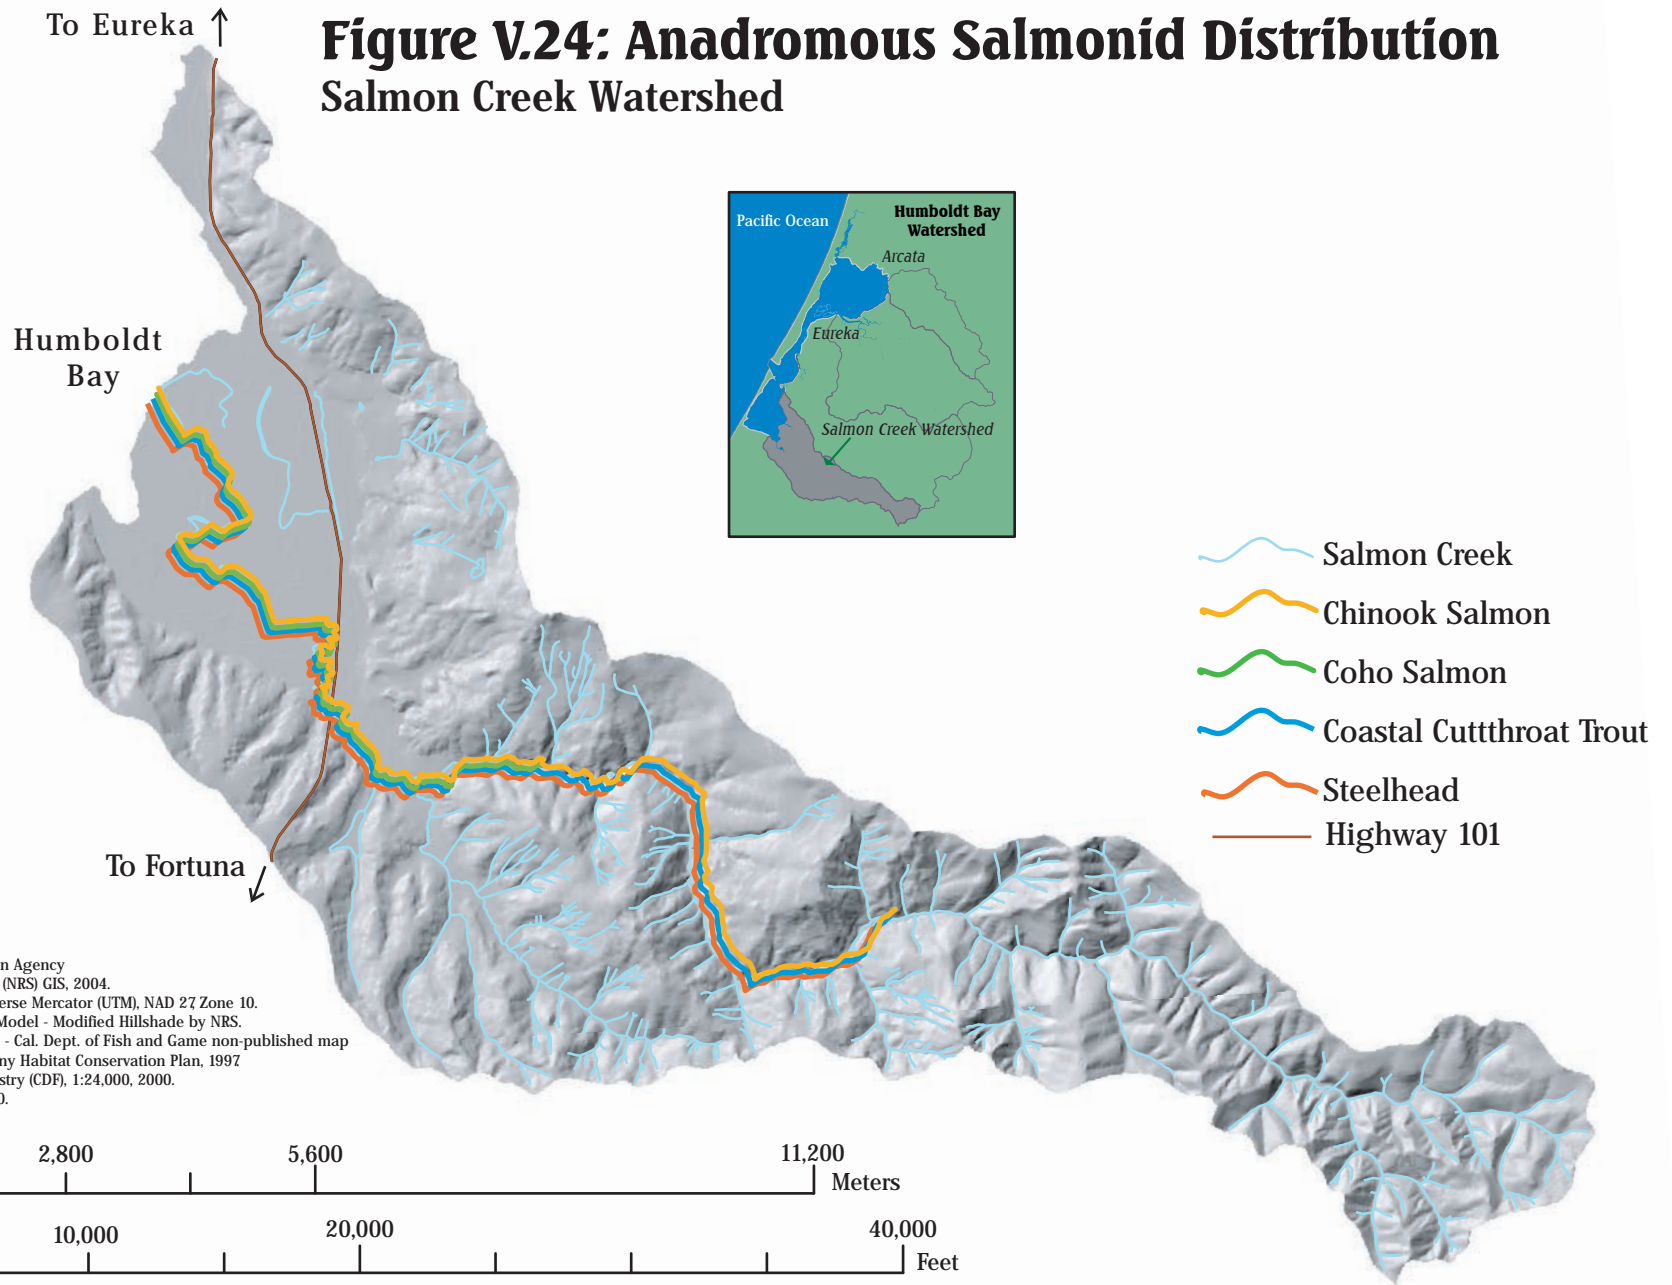 To Eureka
Figure V.24: Anadromous Salmonid Distribution
Salmon Creek Watershed
Humboldt
Bay
Pacific Ocean
Humboldt Bay
Watershed
Arcata
Eureka
Salmon Creek Watershed
Salmon Creek
Chinook Salmon
Coho Salmon
Coastal Cuttthroat Trout
Steelhead
Highway 101
To Fortuna
n Agency
(NRS) GIS, 2004.
erse Mercator (UTM), NAD 27, Zone 10.
Model - Modified Hillshade by NRS.
- Cal. Dept. of Fish and Game non-published map
ny Habitat Conservation Plan, 1997.
stry (CDF), 1:24,000, 2000.
0.
2,800 5,600 11,200
Meters
10,000 20,000 40,000
Feet